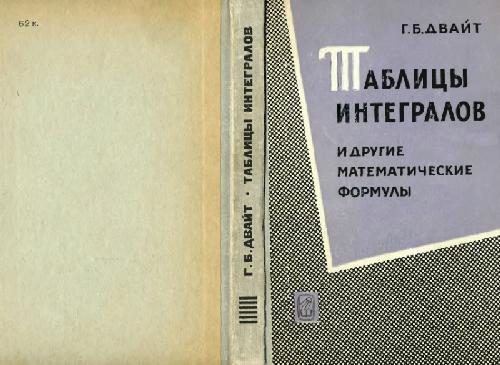 62 к.
Г. Б. ДВАЙТ · ТАБЛИЦЫ ИНТЕГРАЛОВ
Г. Б. ДВАЙТ
ТАБЛИЦЫ
ИНТЕГРАЛОВ
И ДРУГИЕ
МАТЕМАТИЧЕСКИЕ
ФОРМУЛЫ